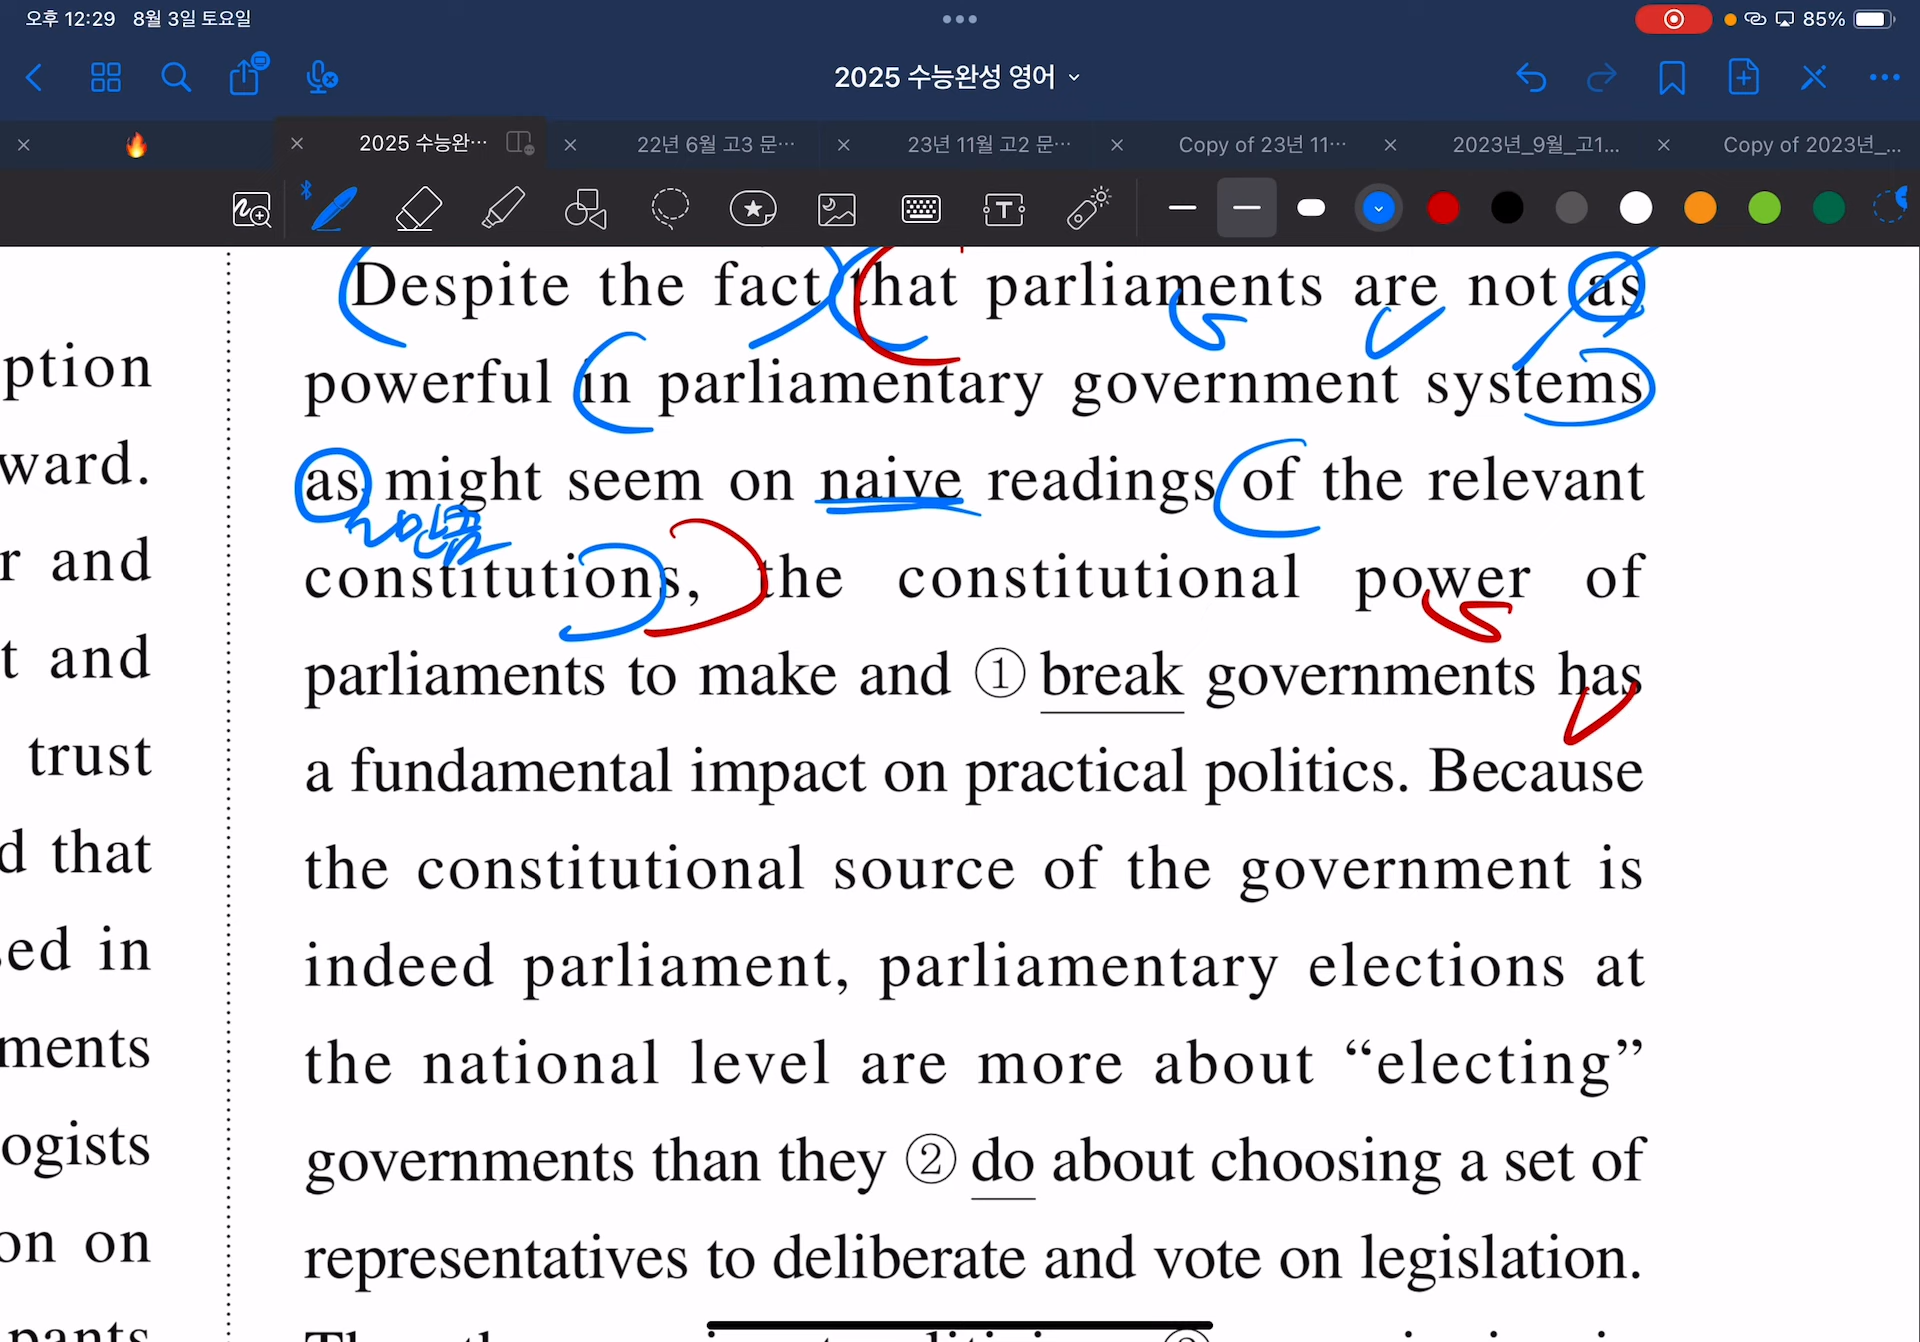 오후 12:29 8월 3일 토요일
85%
2025 수능완성 영어
2025 수능완···
22년 6월 고3 문···
23년 11월 고2 문···
Copy of 23년 11···
2023년_9월_고1...
Copy of 2023년_...
Despite the fact that parliaments are not as
powerful in parliamentary government systems
as might seem on naive readings of the relevant
constitutions, the constitutional power of
parliaments to make and ① break governments has
a fundamental impact on practical politics. Because
the constitutional source of the government is
indeed parliament, parliamentary elections at
the national level are more about “electing”
governments than they ② do about choosing a set of
representatives to deliberate and vote on legislation.
ption
ward.
r and
t and
trust
d that
sed in
ments
ogists
on on
pants